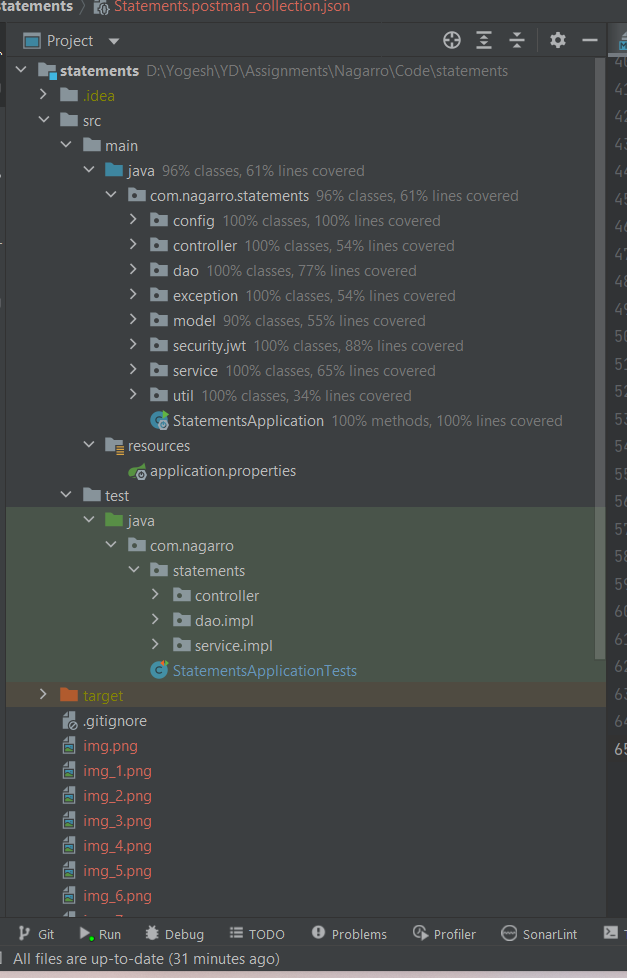 statements Statements.postman_collection.json
Project
statements D:\Yogesh\YD\Assignments\Nagarro\Code\statements
.idea
src
main
java 96% classes, 61% lines covered
com.nagarro.statements 96% classes, 61% lines covered
config 100% classes, 100% lines covered
controller 100% classes, 54% lines covered
dao 100% classes, 77% lines covered
exception 100% classes, 54% lines covered
model 90% classes, 55% lines covered
security.jwt 100% classes, 88% lines covered
service 100% classes, 65% lines covered
util 100% classes, 34% lines covered
StatementsApplication 100% methods, 100% lines covered
resources
application.properties
test
java
com.nagarro
statements
controller
dao.impl
service.impl
StatementsApplicationTests
target
.gitignore
img.png
img_1.png
img_2.png
img_3.png
img_4.png
img_5.png
img_6.png
Git Run Debug TODO Problems Profiler SonarLint
All files are up-to-date (31 minutes ago)